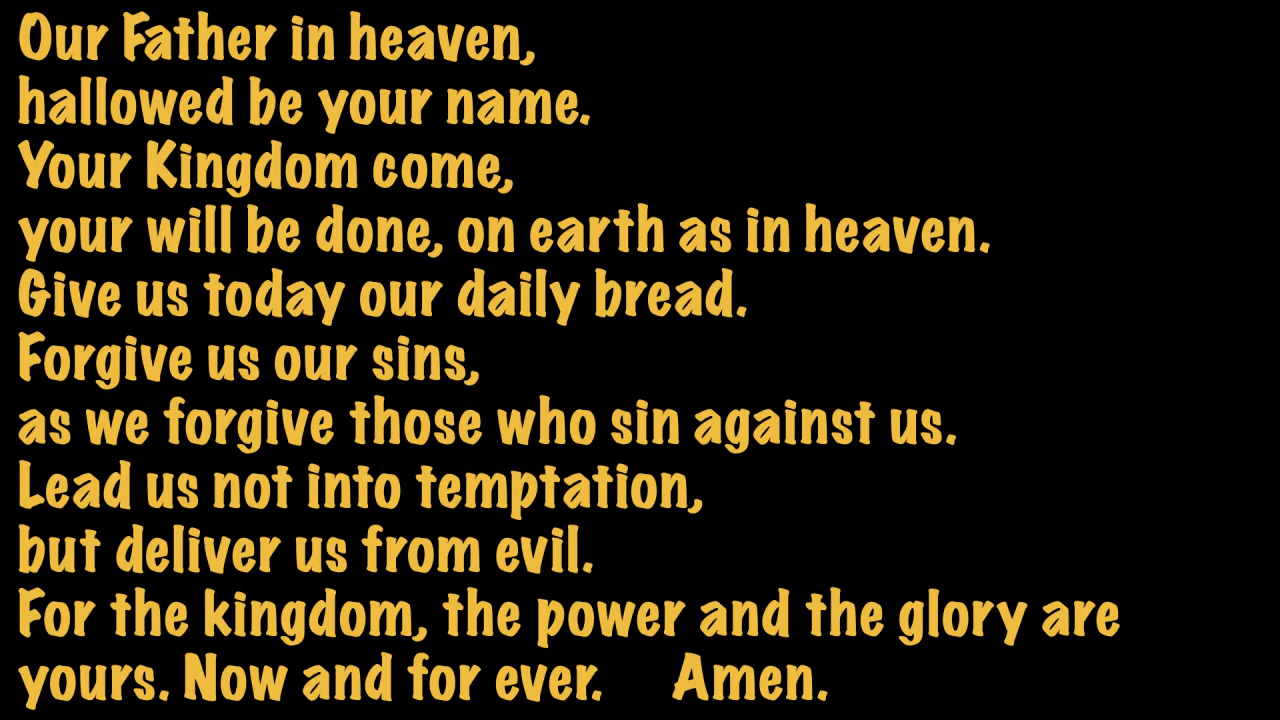 Our Father in heaven,
hallowed be your name.
Your Kingdom come,
your will be done, on earth as in heaven.
Give us today our daily bread.
Forgive us our sins,
as we forgive those who sin against us.
Lead us not into temptation,
but deliver us from evil.
For the kingdom, the power and the glory are
yours. Now and for ever. Amen.